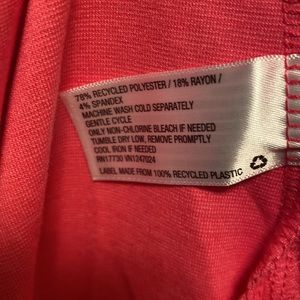 78% RECYCLED POLYESTER / 18% RAYON /
4% SPANDEX
MACHINE WASH COLD SEPARATELY
GENTLE CYCLE
ONLY NON-CHLORINE BLEACH IF NEEDED
TUMBLE DRY LOW, REMOVE PROMPTLY
COOL IRON IF NEEDED
RN17730 VN1247024
LABEL MADE FROM 100% RECYCLED PLASTIC